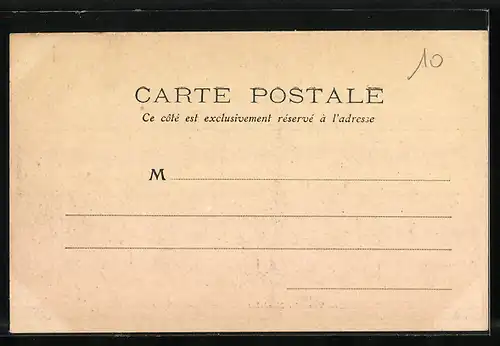 10
CARTE POSTALE
Ce côté est exclusivement réservé à l'adresse
M